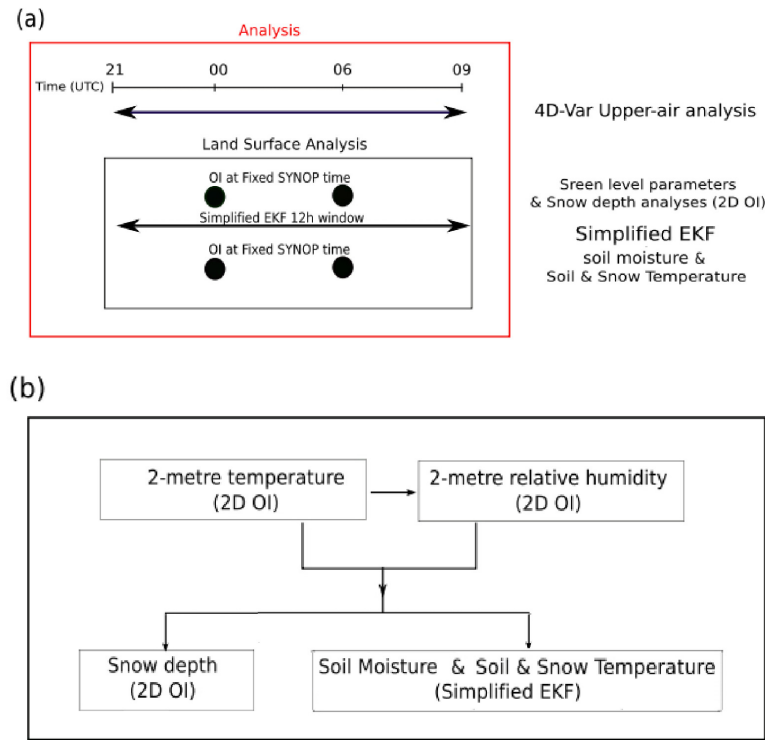 (a)
Analysis
21 00 06 09
Time (UTC)
4D-Var Upper-air analysis
Land Surface Analysis
OI at Fixed SYNOP time
Sreen level parameters
& Snow depth analyses (2D OI)
Simplified EKF 12h window
Simplified EKF
OI at Fixed SYNOP time
soil moisture &
Soil & Snow Temperature
(b)
2-metre temperature
(2D OI)
2-metre relative humidity
(2D OI)
Snow depth
(2D OI)
Soil Moisture & Soil & Snow Temperature
(Simplified EKF)